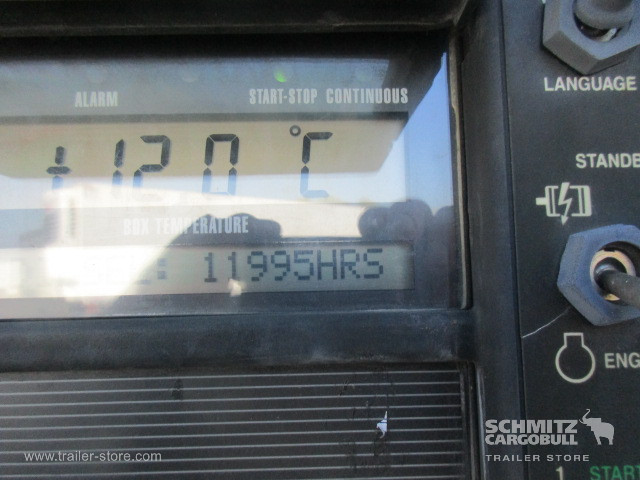 LANGUAGE
ALARM START-STOP CONTINUOUS
+12.0 °C
STANDB
BOX TEMPERATURE
: 11995HRS
ENG
SCHMITZ
CARGOBULL
TRAILER STORE
www.trailer-store.com
1 START